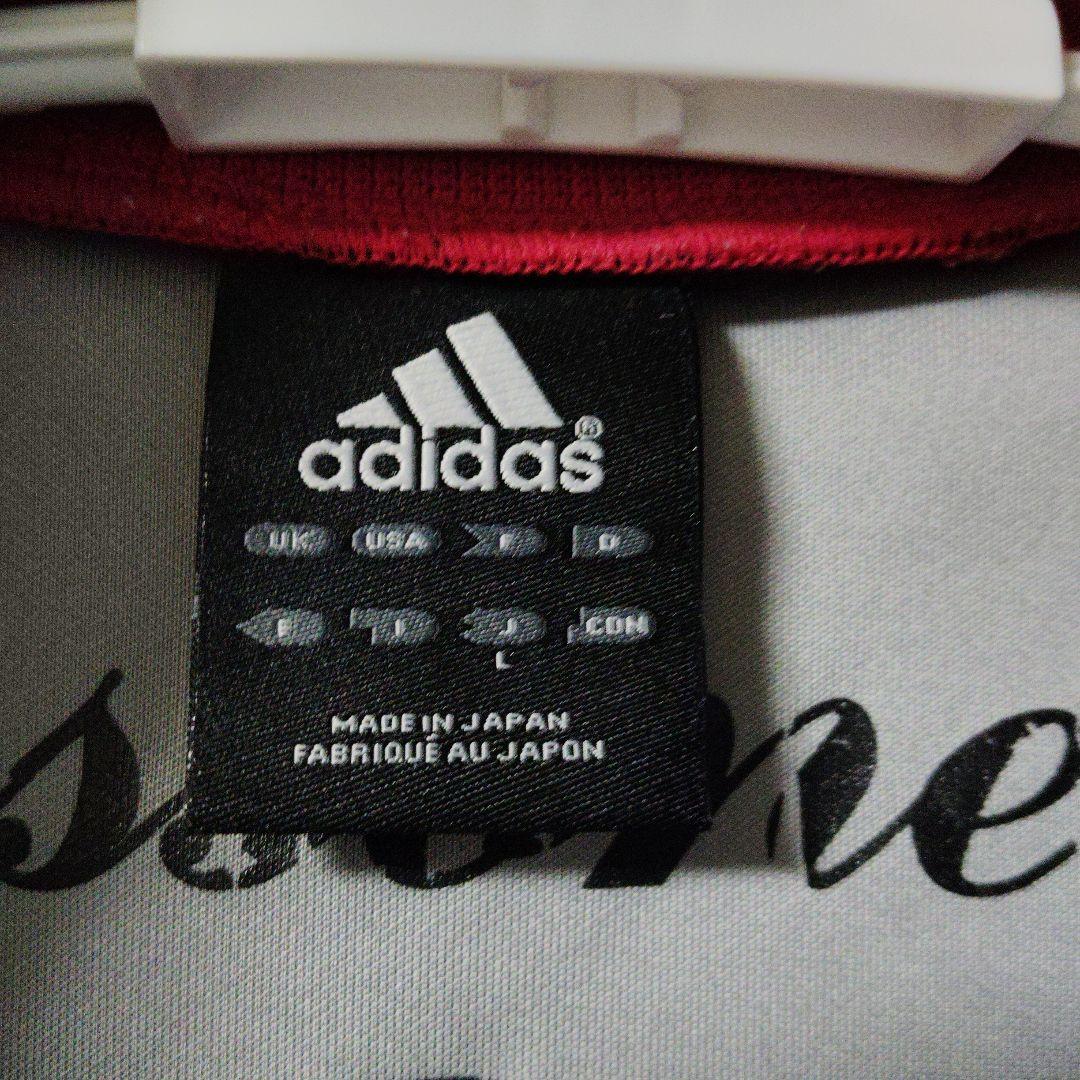 adidas®
UK USA F D
E I J CDN
L
MADE IN JAPAN
FABRIQUÉ AU JAPON